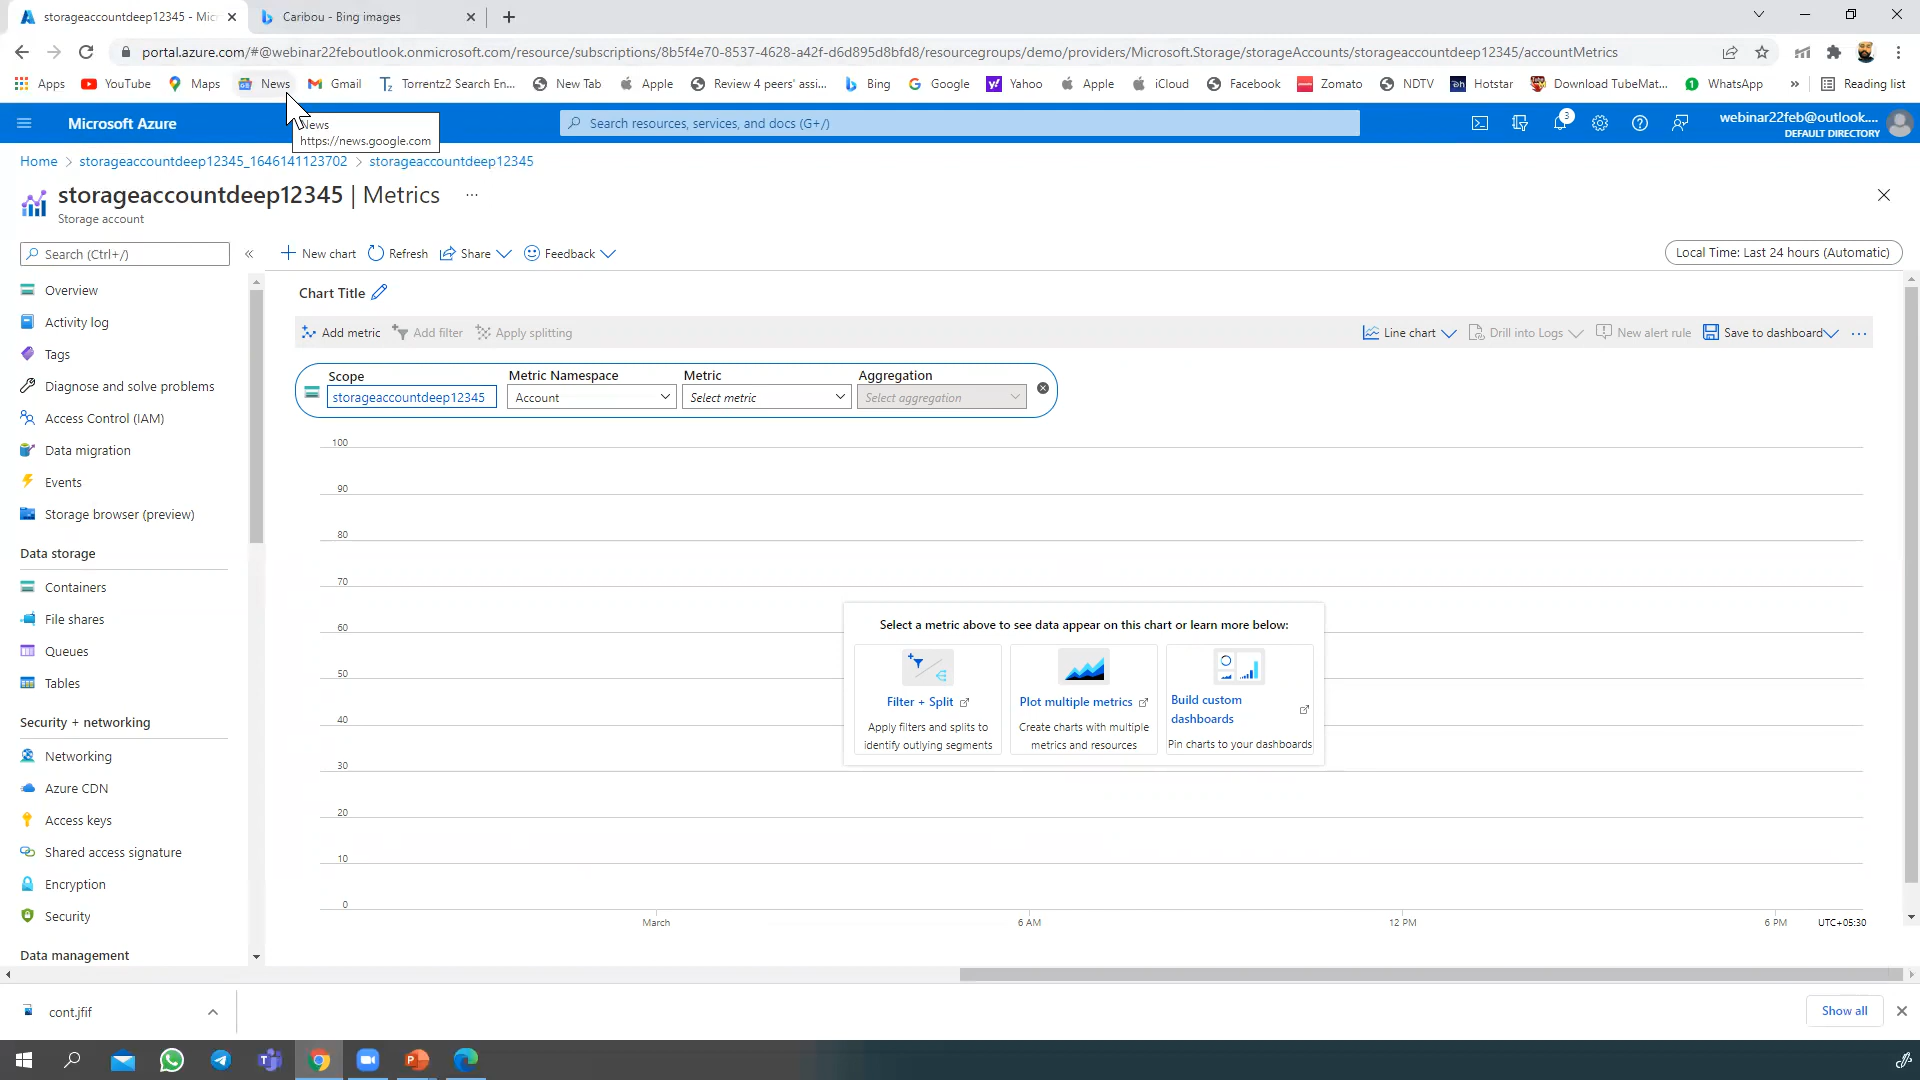 storageaccountdeep12345 - Mic
Caribou - Bing images
portal.azure.com/#@webinar22feboutlook.onmicrosoft.com/resource/subscriptions/8b5f4e70-8537-4628-a42f-d6d895d8bfd8/resourcegroups/demo/providers/Microsoft.Storage/storageAccounts/storageaccountdeep12345/accountMetrics
Apps YouTube Maps News Gmail Torrentz2 Search En... New Tab Apple Review 4 peers' assi... Bing Google Yahoo Apple iCloud Facebook Zomato NDTV Hotstar Download TubeMat... WhatsApp » Reading list
Microsoft Azure
Search resources, services, and docs (G+/)
3
webinar22feb@outlook....
DEFAULT DIRECTORY
News
https://news.google.com
Home > storageaccountdeep12345_1646141123702 > storageaccountdeep12345
storageaccountdeep12345 | Metrics ...
Storage account
Search (Ctrl+/)
«
New chart Refresh Share Feedback
Local Time: Last 24 hours (Automatic)
Overview
Activity log
Tags
Diagnose and solve problems
Access Control (IAM)
Data migration
Events
Storage browser (preview)
Data storage
Containers
File shares
Queues
Tables
Security + networking
Networking
Azure CDN
Access keys
Shared access signature
Encryption
Security
Data management
Chart Title
Add metric Add filter Apply splitting
Line chart Drill into Logs New alert rule Save to dashboard ...
Scope Metric Namespace Metric Aggregation
storageaccountdeep12345 Account Select metric Select aggregation
100
90
80
70
60
50
40
30
20
10
0
March 6 AM 12 PM 6 PM UTC+05:30
Select a metric above to see data appear on this chart or learn more below:
Filter + Split
Apply filters and splits to
identify outlying segments
Plot multiple metrics
Create charts with multiple
metrics and resources
Build custom
dashboards
Pin charts to your dashboards
cont.jfif
Show all